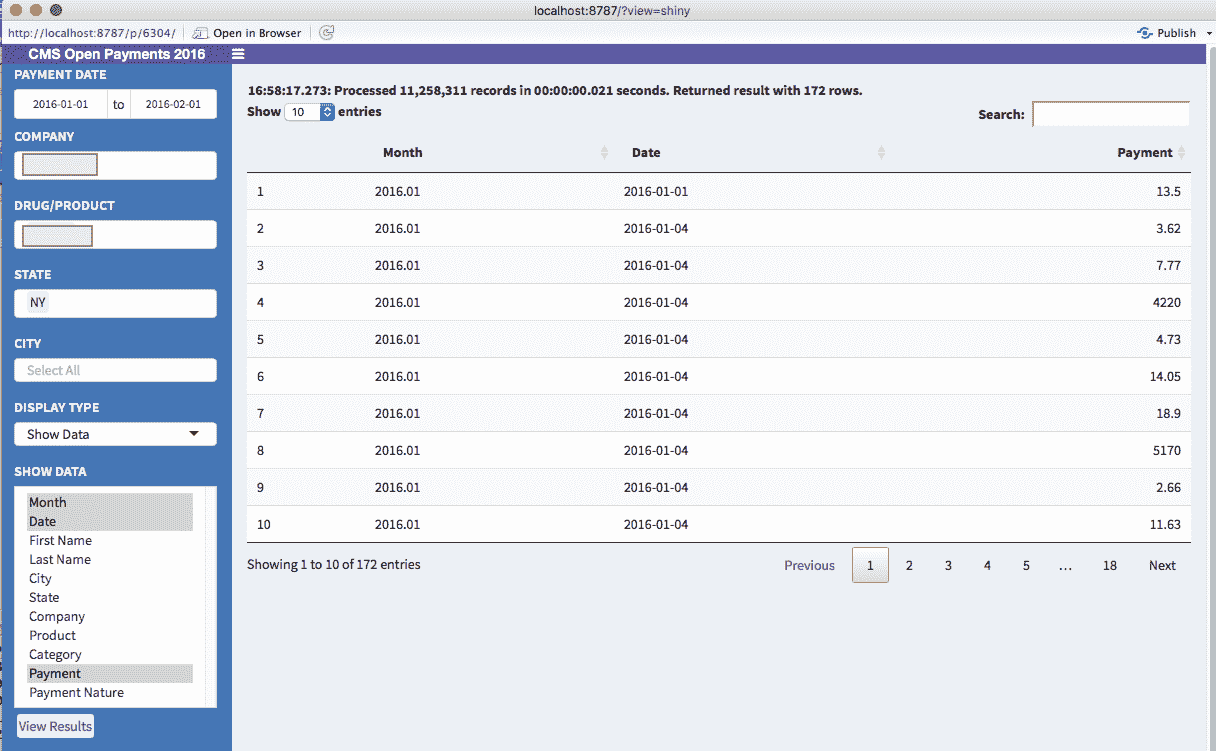 localhost:8787/?view=shiny
http://localhost:8787/p/6304/ Open in Browser Publish
CMS Open Payments 2016
PAYMENT DATE
2016-01-01 to 2016-02-01
COMPANY
DRUG/PRODUCT
STATE
NY
CITY
Select All
DISPLAY TYPE
Show Data
SHOW DATA
Month
Date
First Name
Last Name
City
State
Company
Product
Category
Payment
Payment Nature
View Results
16:58:17.273: Processed 11,258,311 records in 00:00:00.021 seconds. Returned result with 172 rows.
Show 10 entries Search:
Month Date Payment
1 2016.01 2016-01-01 13.5
2 2016.01 2016-01-04 3.62
3 2016.01 2016-01-04 7.77
4 2016.01 2016-01-04 4220
5 2016.01 2016-01-04 4.73
6 2016.01 2016-01-04 14.05
7 2016.01 2016-01-04 18.9
8 2016.01 2016-01-04 5170
9 2016.01 2016-01-04 2.66
10 2016.01 2016-01-04 11.63
Showing 1 to 10 of 172 entries Previous 1 2 3 4 5 ... 18 Next